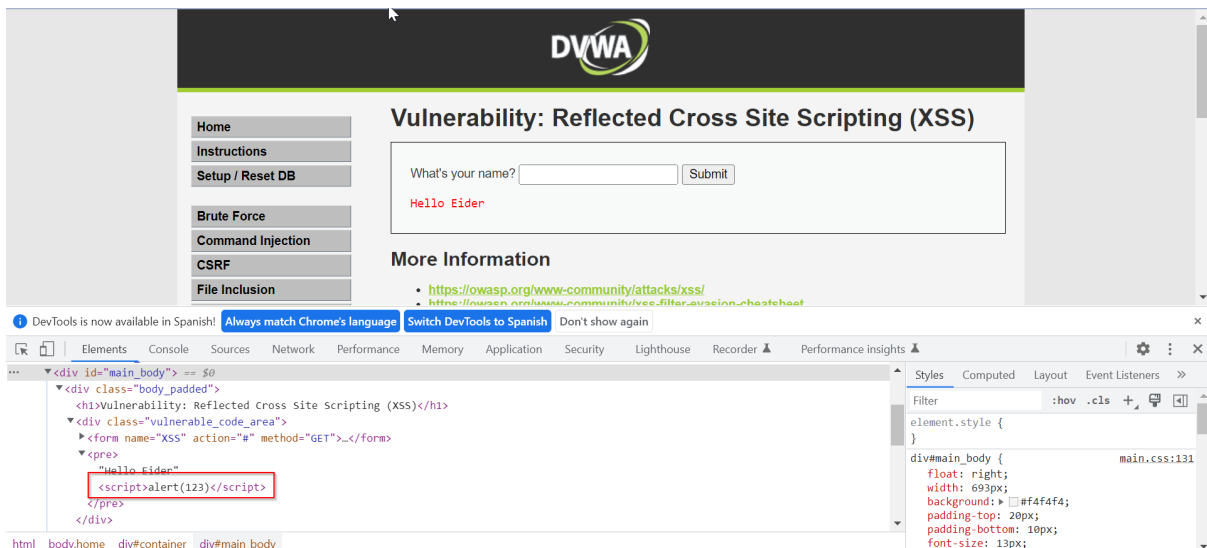 DVWA
Vulnerability: Reflected Cross Site Scripting (XSS)
Home
Instructions
Setup / Reset DB
Brute Force
Command Injection
CSRF
File Inclusion
What's your name? Submit
Hello Eider
More Information
https://owasp.org/www-community/attacks/xss/
https://owasp.org/www-community/xss-filter-evasion-cheatsheet
DevTools is now available in Spanish! Always match Chrome's language Switch DevTools to Spanish Don't show again
Elements Console Sources Network Performance Memory Application Security Lighthouse Recorder Performance insights
<div id="main_body"> == $0
<div class="body_padded">
<h1>Vulnerability: Reflected Cross Site Scripting (XSS)</h1>
<div class="vulnerable_code_area">
<form name="XSS" action="#" method="GET">…</form>
<pre>
"Hello Eider"
<script>alert(123)</script>
</pre>
</div>
html body.home div#container div#main_body
Styles Computed Layout Event Listeners
Filter :hov .cls
element.style {
}
div#main_body { main.css:131
float: right;
width: 693px;
background: #f4f4f4;
padding-top: 20px;
padding-bottom: 10px;
font-size: 13px;